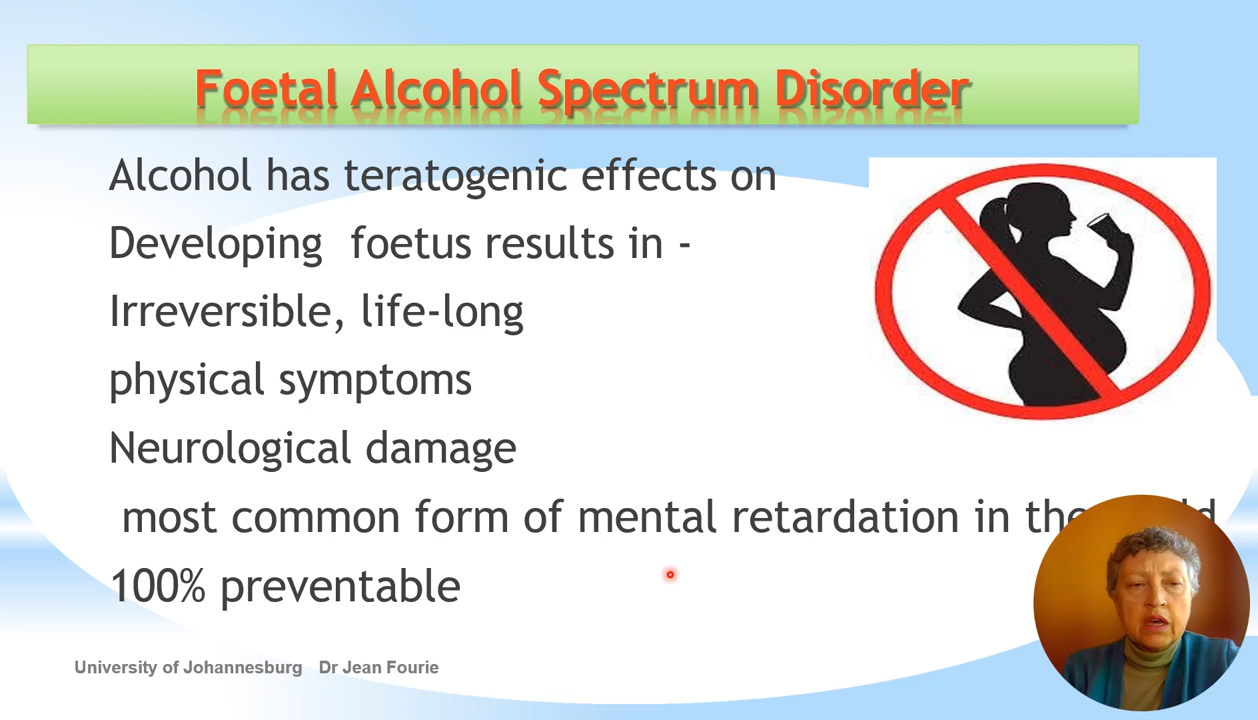 Foetal Alcohol Spectrum Disorder
Alcohol has teratogenic effects on
Developing foetus results in -
Irreversible, life-long
physical symptoms
Neurological damage
most common form of mental retardation in the
100% preventable
University of Johannesburg Dr Jean Fourie